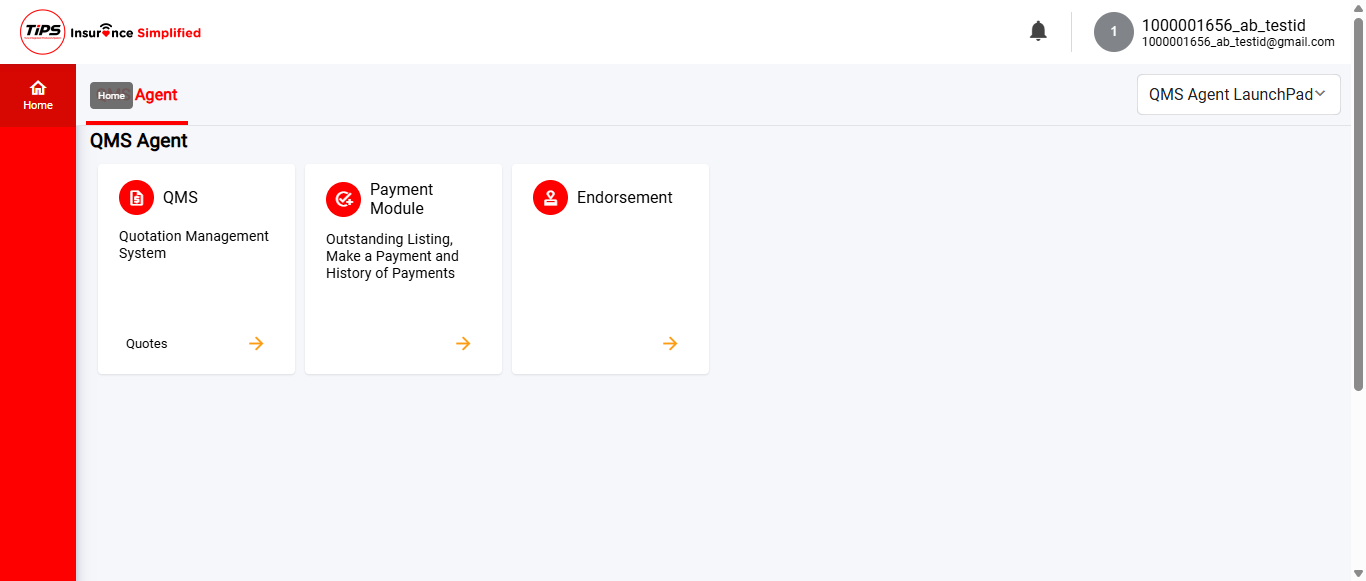 TiPS Insurance Simplified
1
1000001656_ab_testid
1000001656_ab_testid@gmail.com
Home
Home
Agent
QMS Agent LaunchPad
QMS Agent
QMS
Quotation Management
System
Quotes
Payment
Module
Outstanding Listing,
Make a Payment and
History of Payments
Endorsement